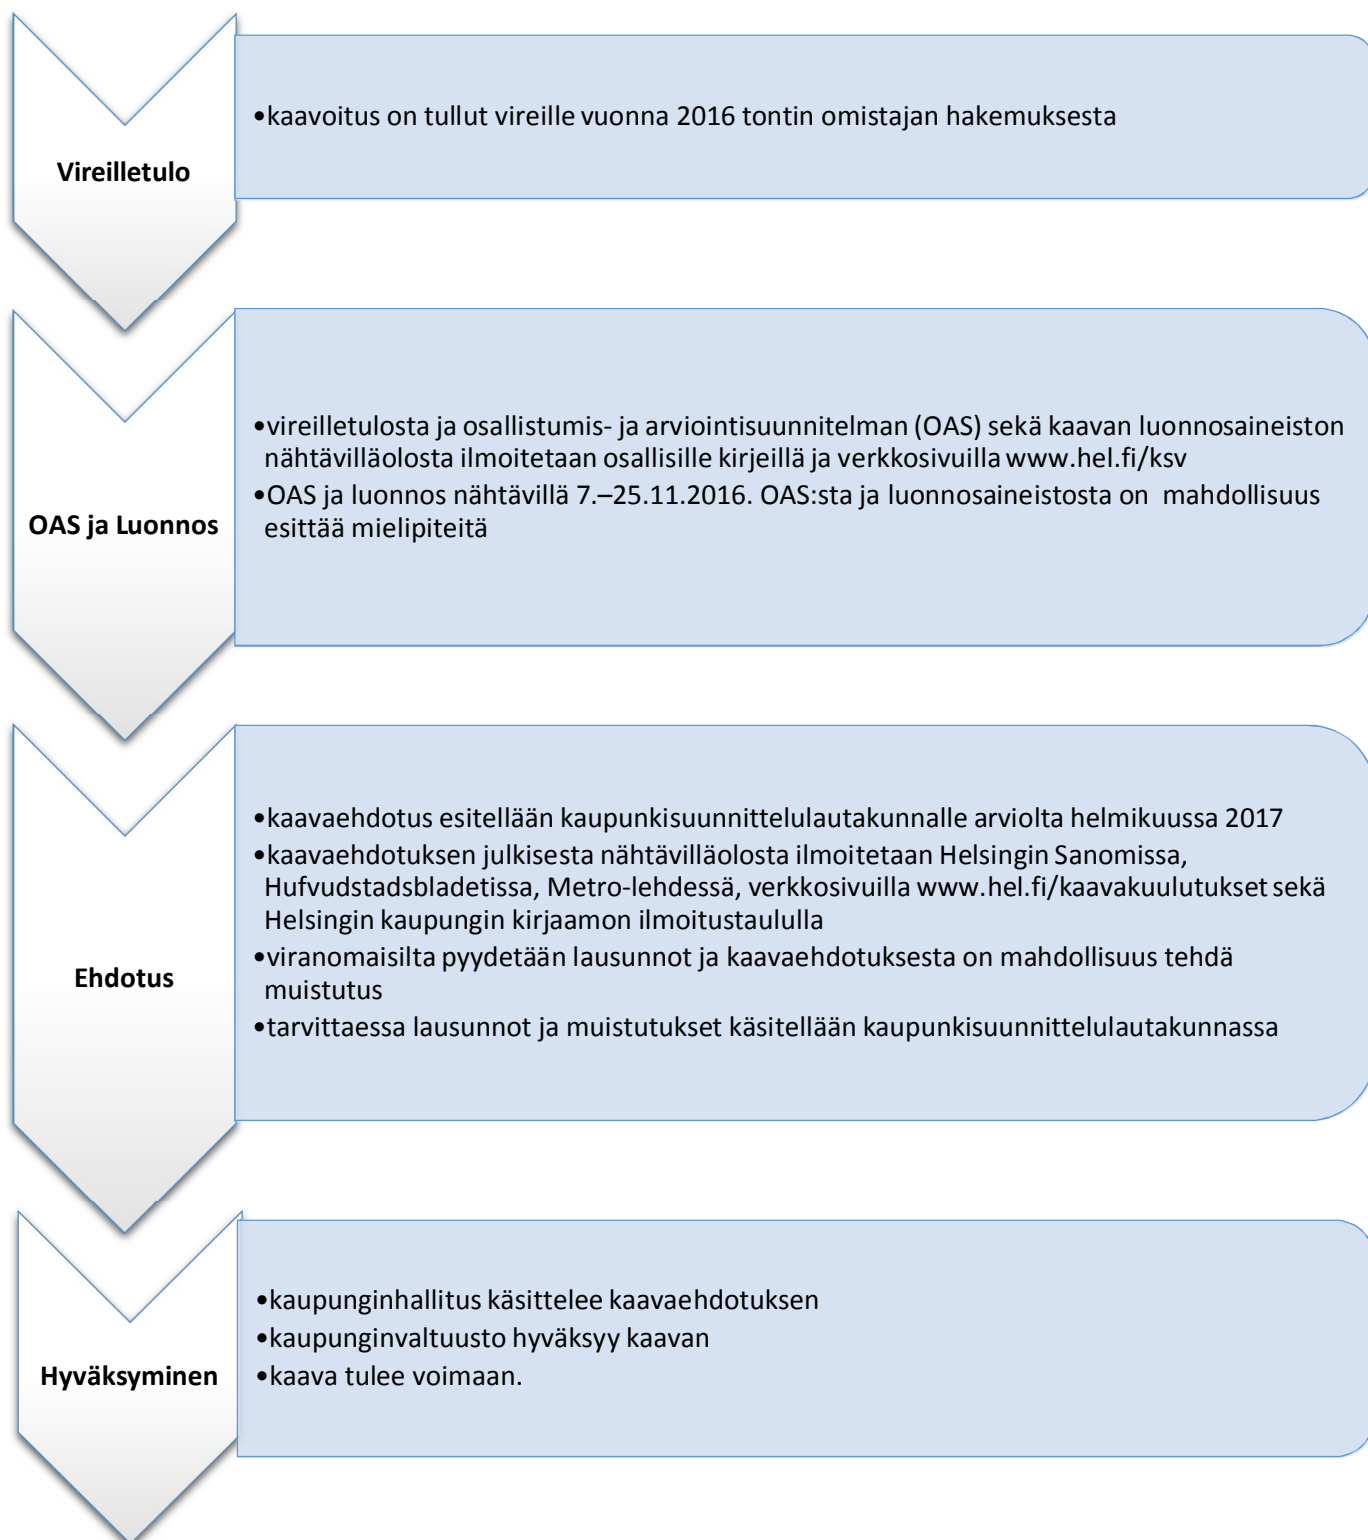 Vireilletulo
•kaavoitus on tullut vireille vuonna 2016 tontin omistajan hakemuksesta
OAS ja Luonnos
•vireilletulosta ja osallistumis- ja arviointisuunnitelman (OAS) sekä kaavan luonnosaineiston
nähtävilläolosta ilmoitetaan osallisille kirjeillä ja verkkosivuilla www.hel.fi/ksv
•OAS ja luonnos nähtävillä 7.–25.11.2016. OAS:sta ja luonnosaineistosta on mahdollisuus
esittää mielipiteitä
Ehdotus
•kaavaehdotus esitellään kaupunkisuunnittelulautakunnalle arviolta helmikuussa 2017
•kaavaehdotuksen julkisesta nähtävilläolosta ilmoitetaan Helsingin Sanomissa,
Hufvudstadsbladetissa, Metro-lehdessä, verkkosivuilla www.hel.fi/kaavakuulutukset sekä
Helsingin kaupungin kirjaamon ilmoitustaululla
•viranomaisilta pyydetään lausunnot ja kaavaehdotuksesta on mahdollisuus tehdä
muistutus
•tarvittaessa lausunnot ja muistutukset käsitellään kaupunkisuunnittelulautakunnassa
Hyväksyminen
•kaupunginhallitus käsittelee kaavaehdotuksen
•kaupunginvaltuusto hyväksyy kaavan
•kaava tulee voimaan.